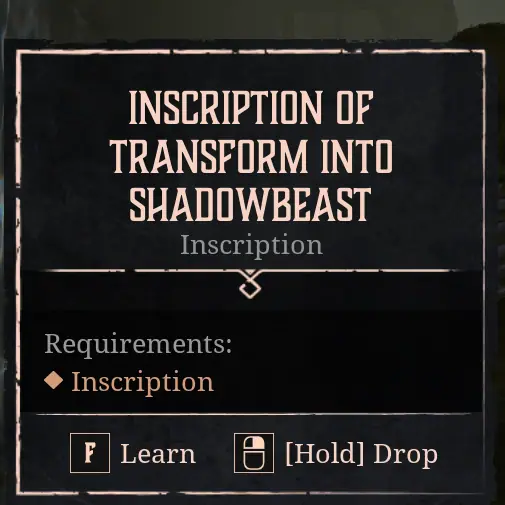 INSCRIPTION OF
TRANSFORM INTO
SHADOWBEAST
Inscription
Requirements:
Inscription
F Learn [Hold] Drop